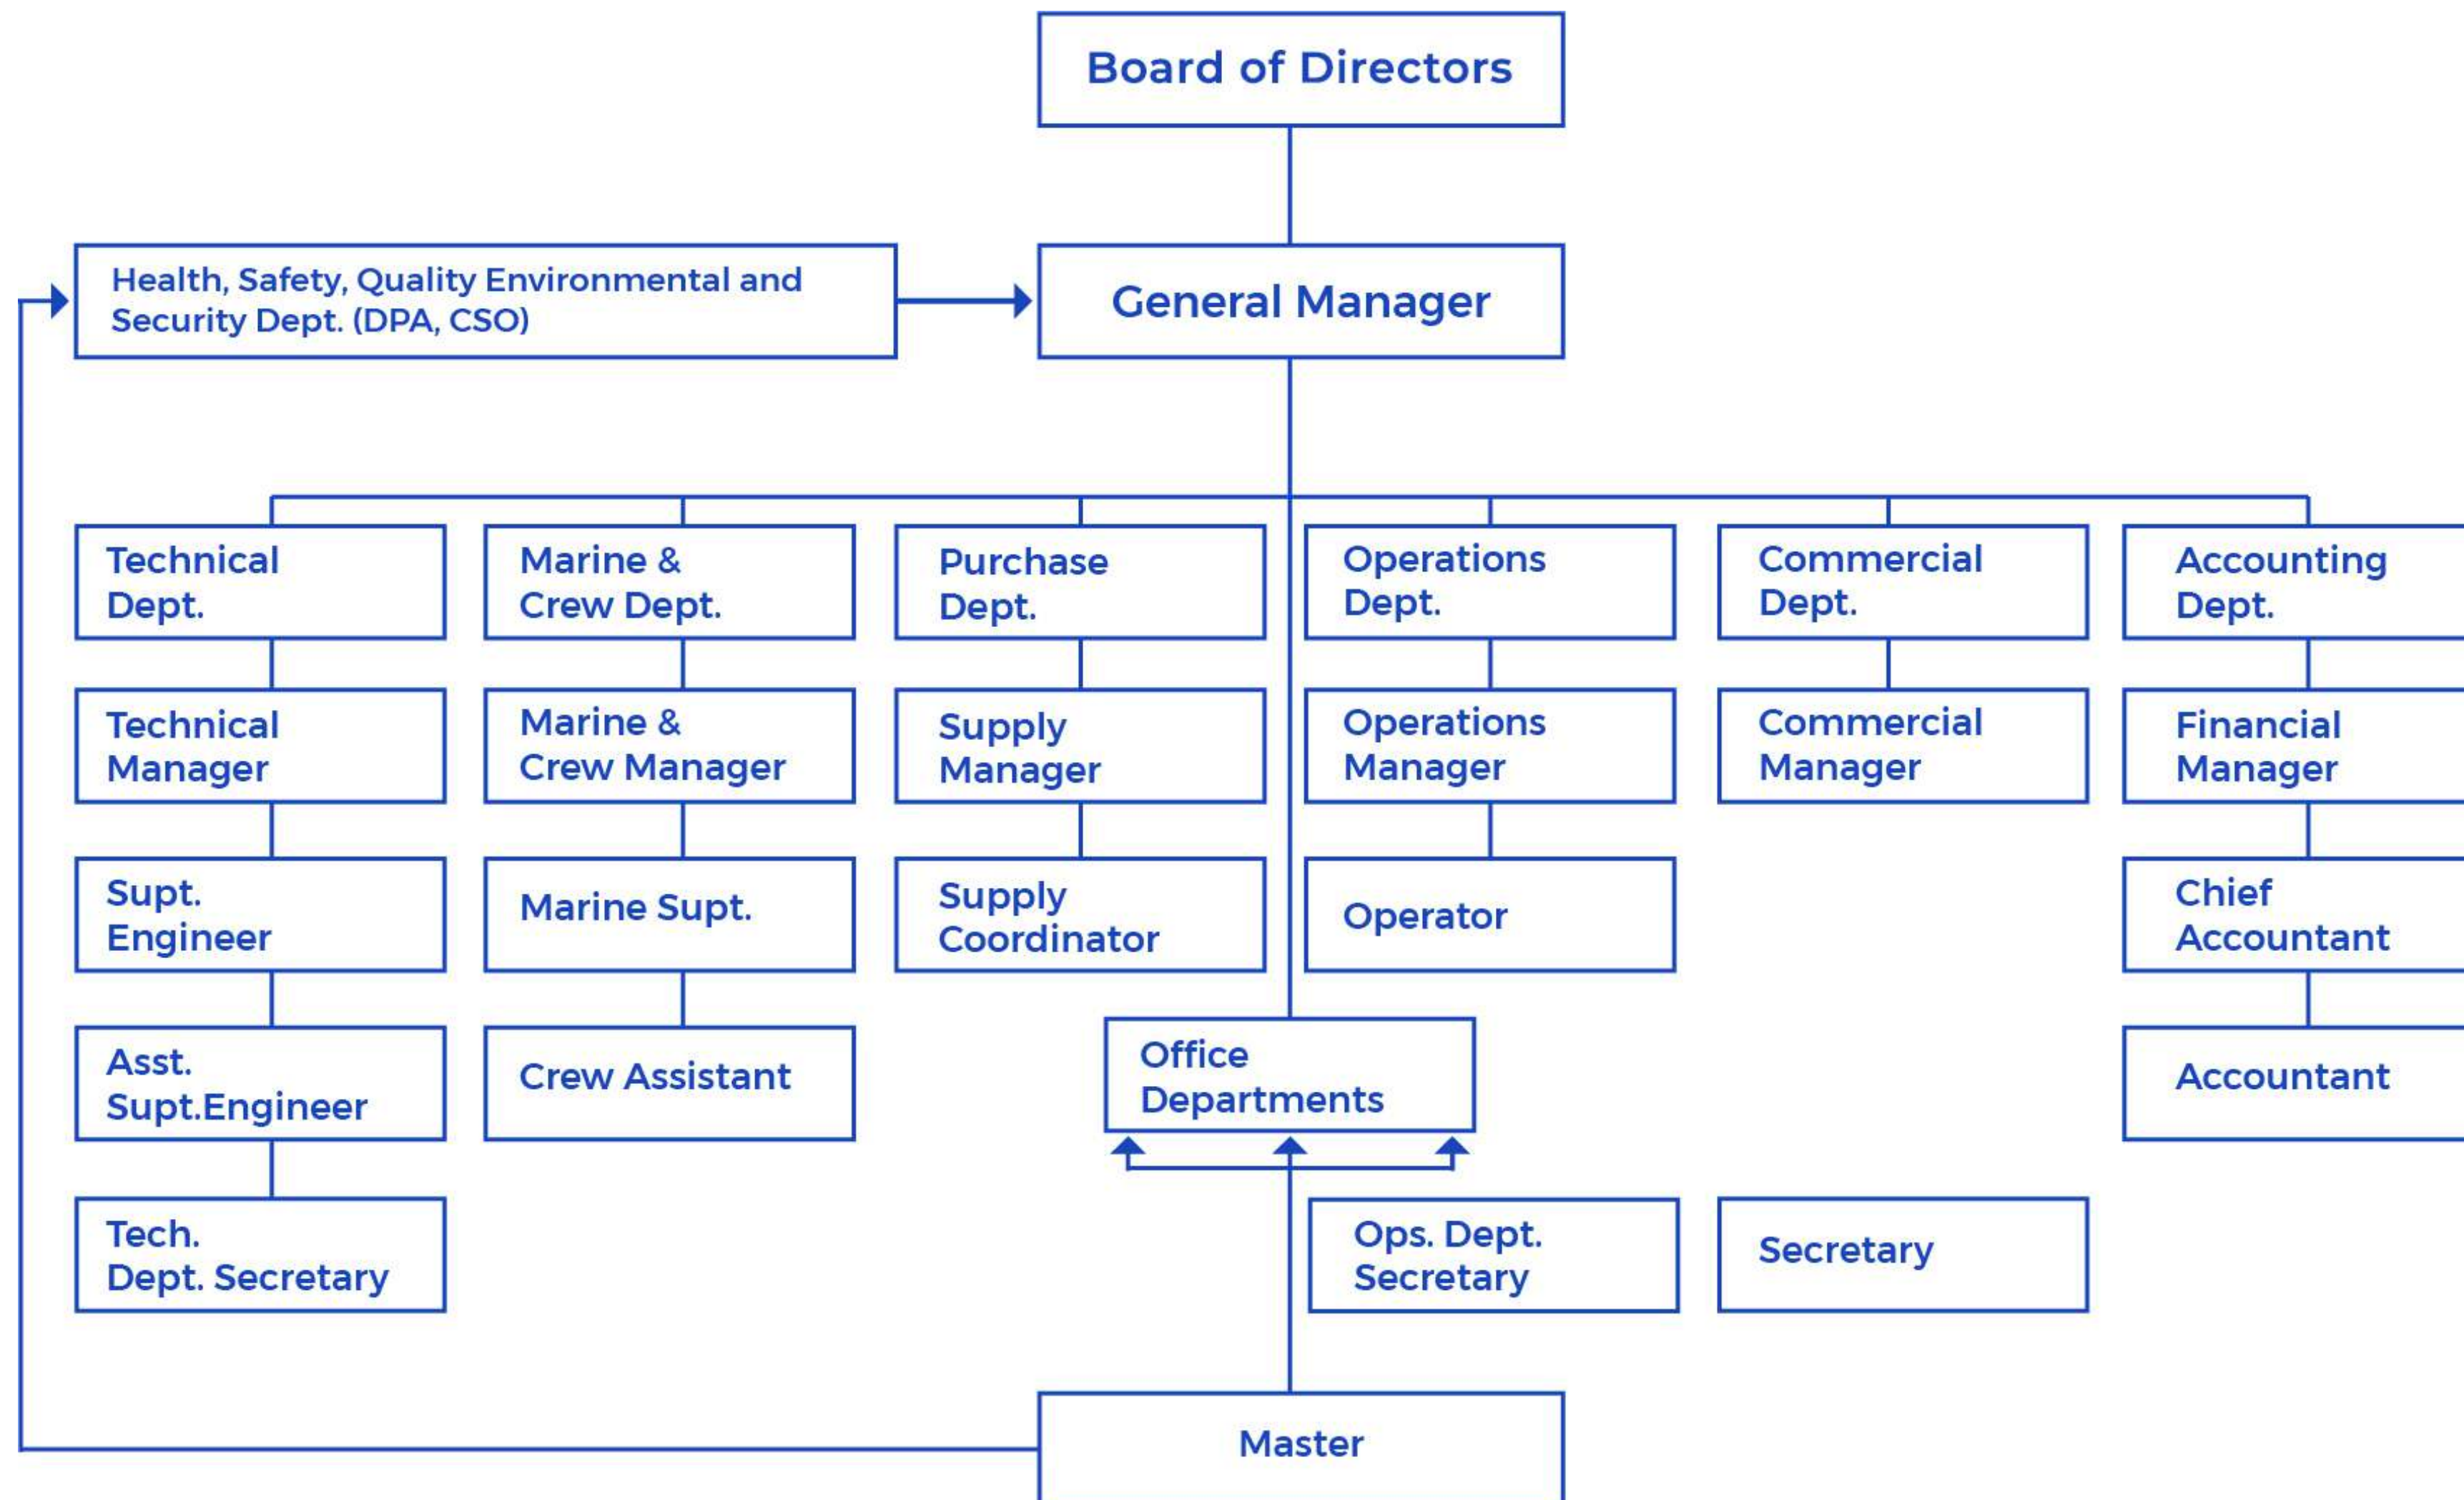 Board of Directors
Health, Safety, Quality Environmental and
Security Dept. (DPA, CSO)
General Manager
Technical
Dept.
Marine &
Crew Dept.
Purchase
Dept.
Operations
Dept.
Commercial
Dept.
Accounting
Dept.
Technical
Manager
Marine &
Crew Manager
Supply
Manager
Operations
Manager
Commercial
Manager
Financial
Manager
Supt.
Engineer
Marine Supt.
Supply
Coordinator
Operator
Chief
Accountant
Asst.
Supt.Engineer
Crew Assistant
Office
Departments
Accountant
Tech.
Dept. Secretary
Ops. Dept.
Secretary
Secretary
Master